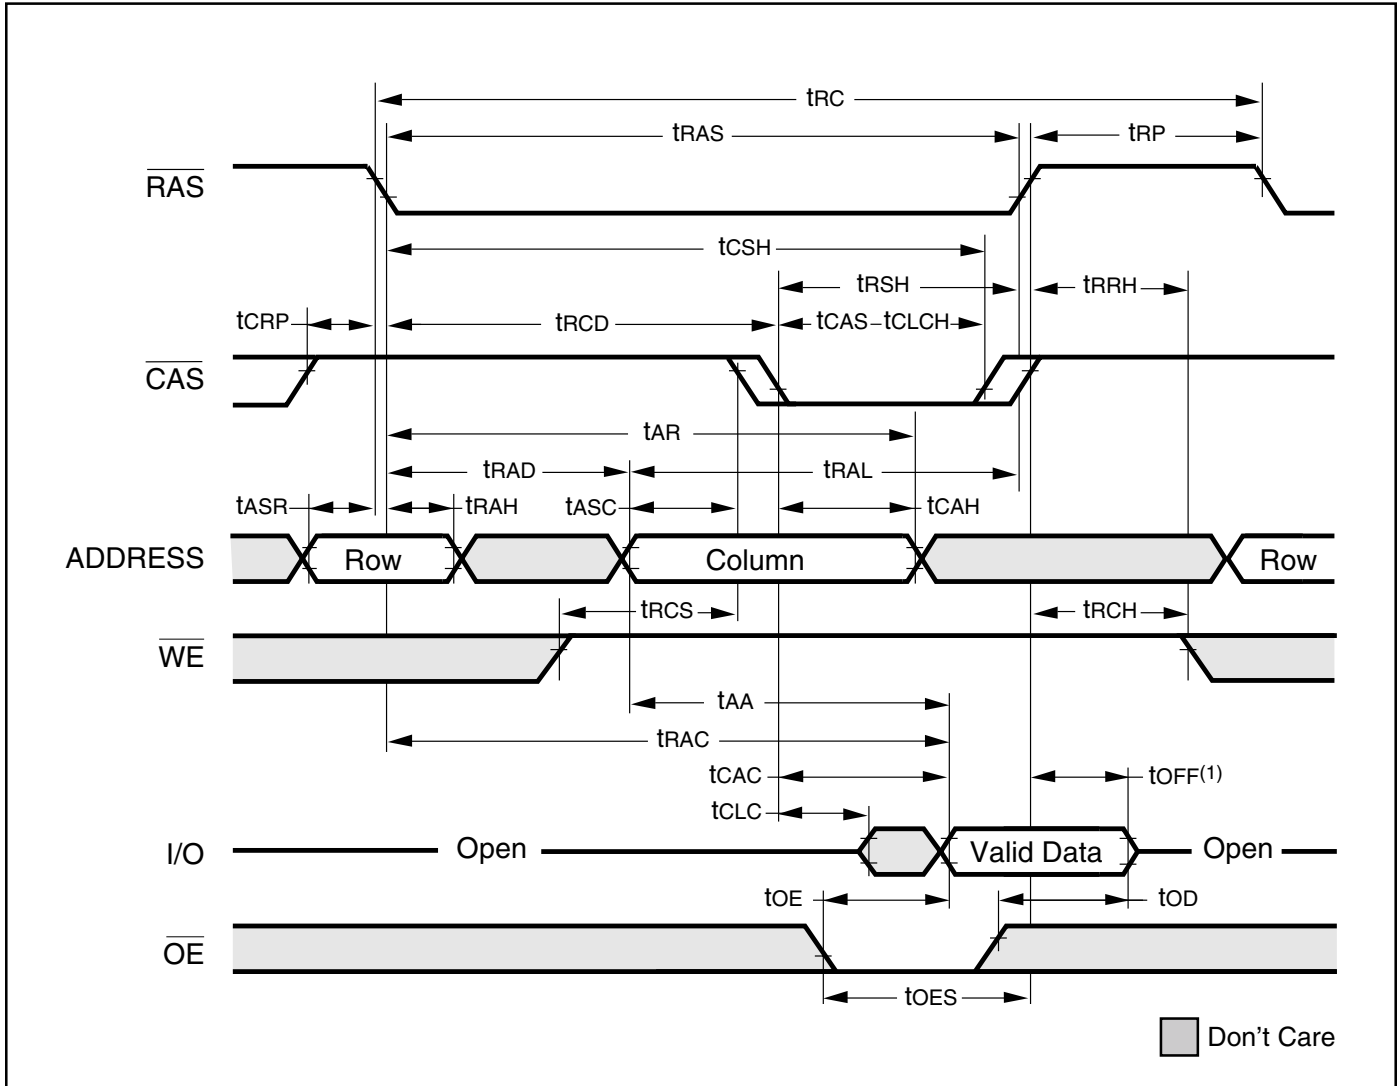 tRC
tRAS
tRP
RAS
tCSH
tRSH
tRRH
tCRP
tRCD
tCAS
tCLCH
CAS
tAR
tRAD
tRAL
tASR
tRAH
tASC
tCAH
ADDRESS
Row
Column
Row
tRCS
tRCH
WE
tAA
tRAC
tCAC
tOFF(1)
tCLC
I/O
Open
Valid Data
Open
tOE
tOD
OE
tOES
Don't Care